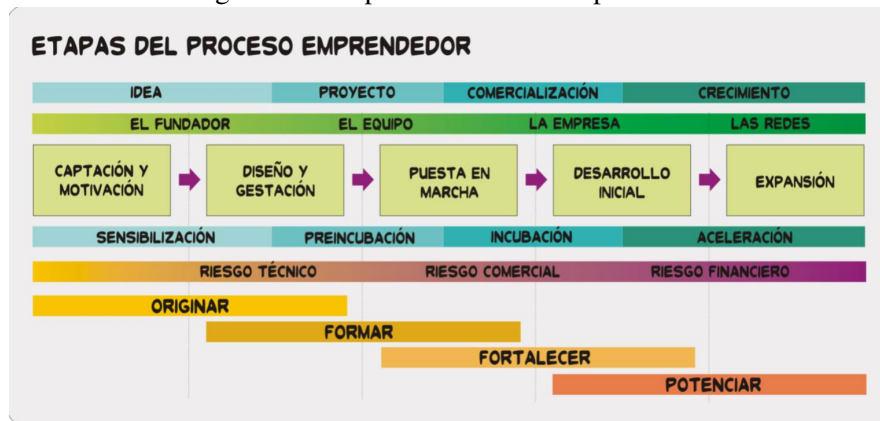 ETAPAS DEL PROCESO EMPRENDEDOR
IDEA PROYECTO COMERCIALIZACIÓN CRECIMIENTO
EL FUNDADOR EL EQUIPO LA EMPRESA LAS REDES
CAPTACIÓN Y
MOTIVACIÓN
DISEÑO Y
GESTACIÓN
PUESTA EN
MARCHA
DESARROLLO
INICIAL
EXPANSIÓN
SENSIBILIZACIÓN PREINCUBACIÓN INCUBACIÓN ACELERACIÓN
RIESGO TÉCNICO RIESGO COMERCIAL RIESGO FINANCIERO
ORIGINAR
FORMAR
FORTALECER
POTENCIAR